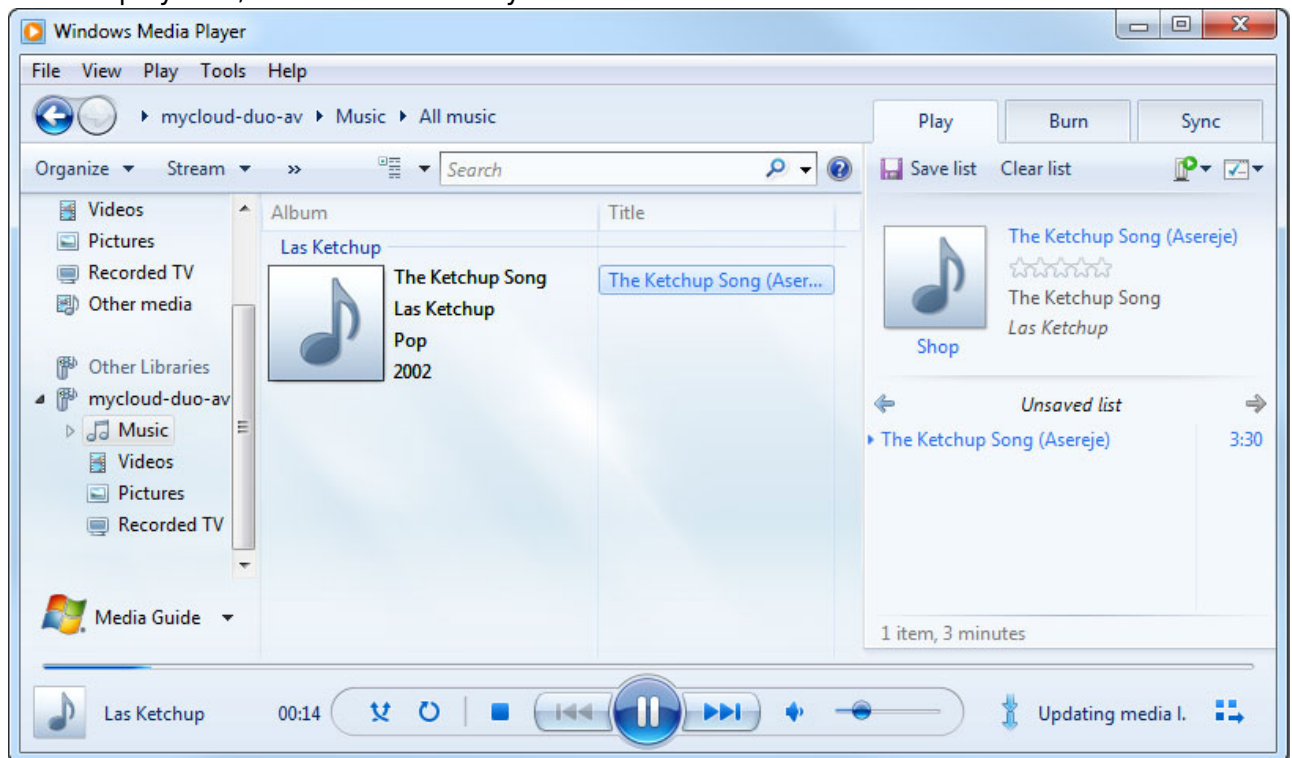 Windows Media Player
File View Play Tools Help
mycloud-duo-av Music All music
Play Burn Sync
Organize Stream » Search
Save list Clear list
Videos
Pictures
Recorded TV
Other media
Other Libraries
mycloud-duo-av
Music
Videos
Pictures
Recorded TV
Media Guide
Album Title
Las Ketchup
The Ketchup Song The Ketchup Song (Aser...
Las Ketchup
Pop
2002
The Ketchup Song (Asereje)
The Ketchup Song
Las Ketchup
Shop
Unsaved list
The Ketchup Song (Asereje) 3:30
1 item, 3 minutes
Las Ketchup 00:14 Updating media l.